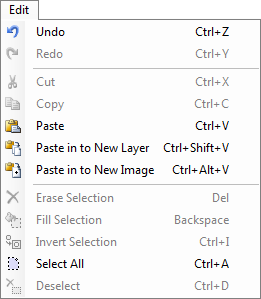 Edit
Undo Ctrl+Z
Redo Ctrl+Y
Cut Ctrl+X
Copy Ctrl+C
Paste Ctrl+V
Paste in to New Layer Ctrl+Shift+V
Paste in to New Image Ctrl+Alt+V
Erase Selection Del
Fill Selection Backspace
Invert Selection Ctrl+I
Select All Ctrl+A
Deselect Ctrl+D